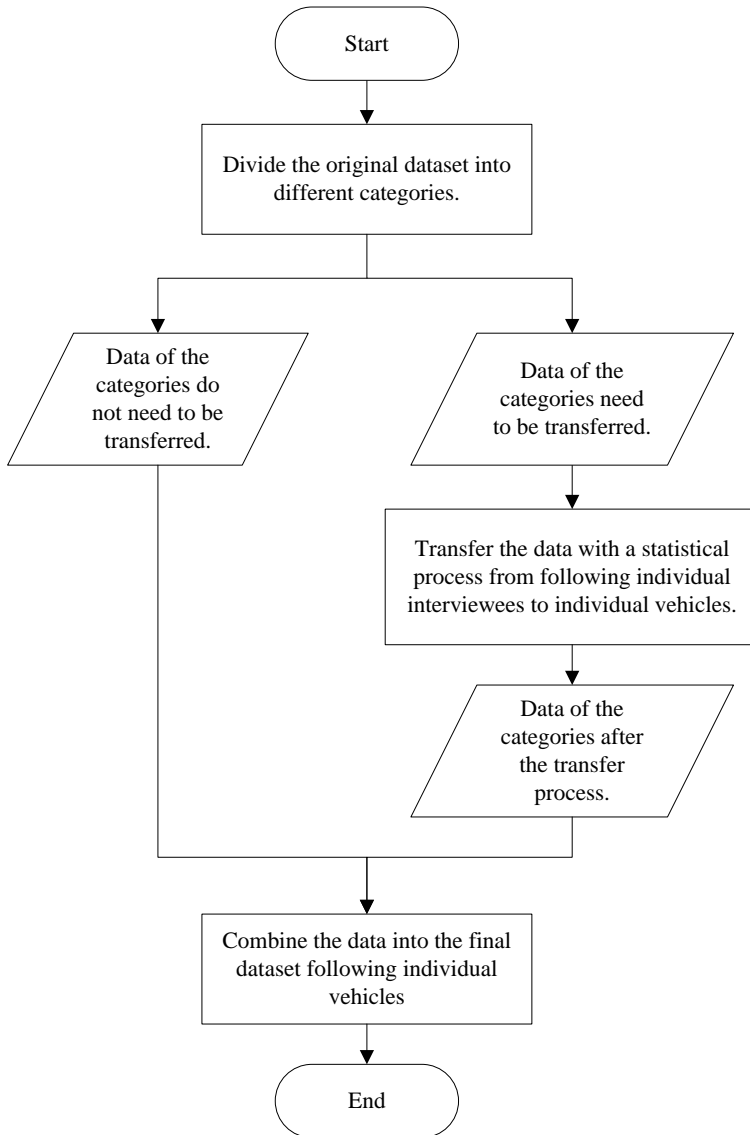 Start
Divide the original dataset into
different categories.
Data of the
categories do
not need to be
transferred.
Data of the
categories need
to be transferred.
Transfer the data with a statistical
process from following individual
interviewees to individual vehicles.
Data of the
categories after
the transfer
process.
Combine the data into the final
dataset following individual
vehicles
End